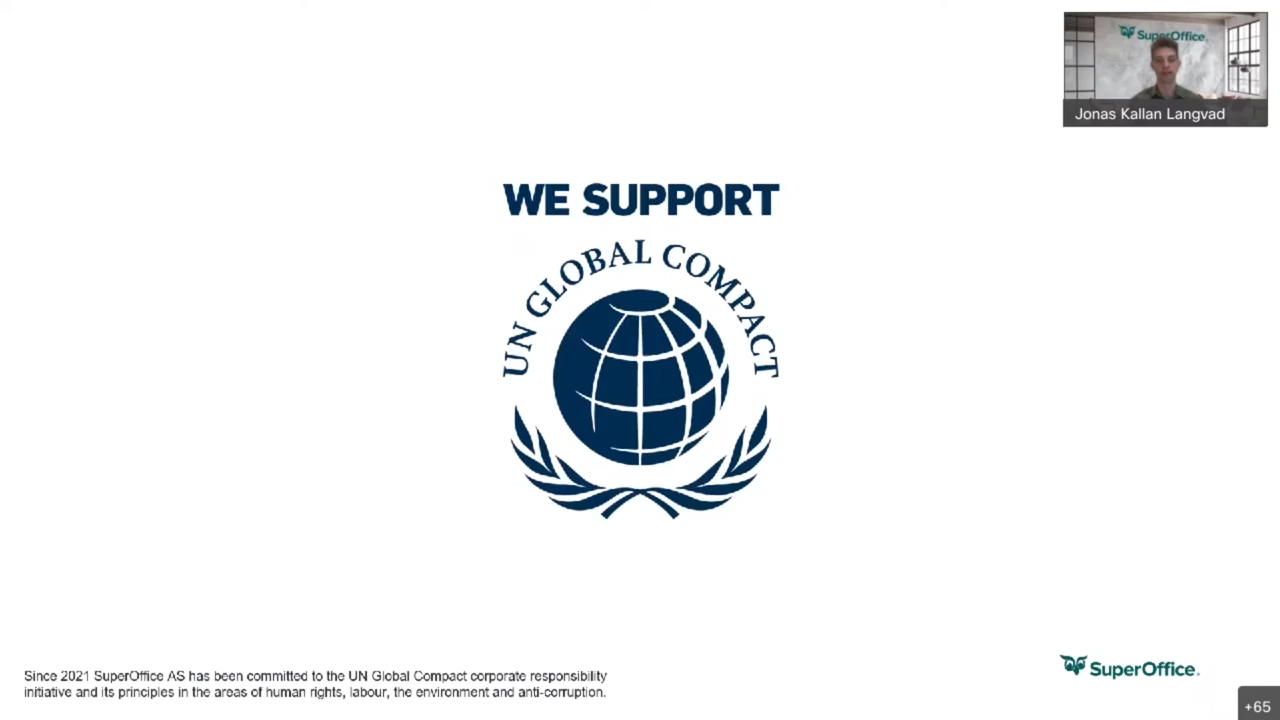 SuperOffice.
Jonas Kallan Langvad
WE SUPPORT
UN GLOBAL COMPACT
Since 2021 SuperOffice AS has been committed to the UN Global Compact corporate responsibility
initiative and its principles in the areas of human rights, labour, the environment and anti-corruption.
SuperOffice.
+65